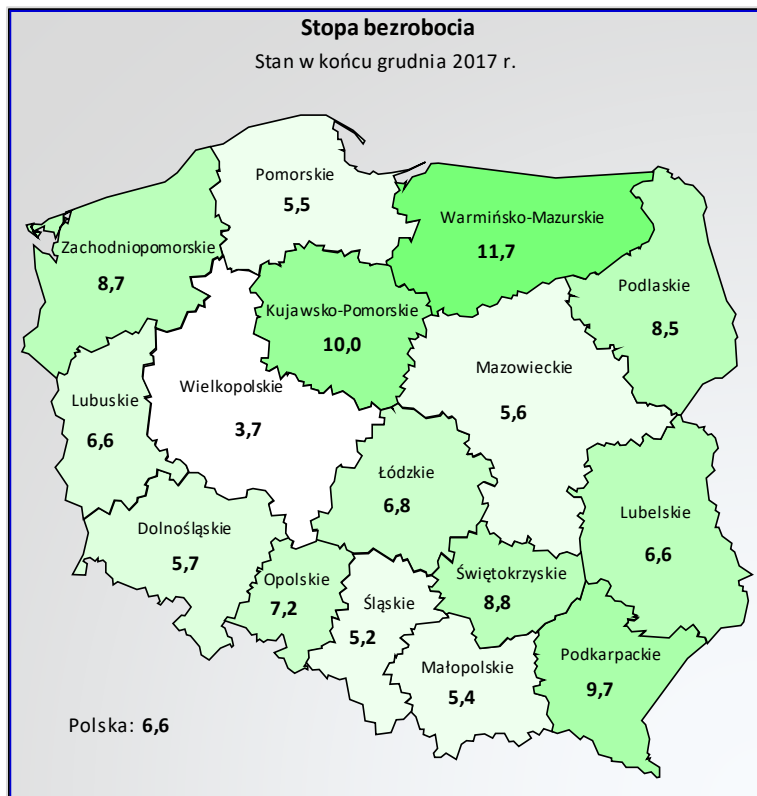 Stopa bezrobocia
Stan w końcu grudnia 2017 r.
Pomorskie
5,5
Warmińsko-Mazurskie
11,7
Zachodniopomorskie
8,7
Podlaskie
8,5
Kujawsko-Pomorskie
10,0
Mazowieckie
5,6
Wielkopolskie
3,7
Lubuskie
6,6
Łódzkie
6,8
Lubelskie
6,6
Dolnośląskie
5,7
Opolskie
7,2
Śląskie
5,2
Świętokrzyskie
8,8
Małopolskie
5,4
Podkarpackie
9,7
Polska: 6,6